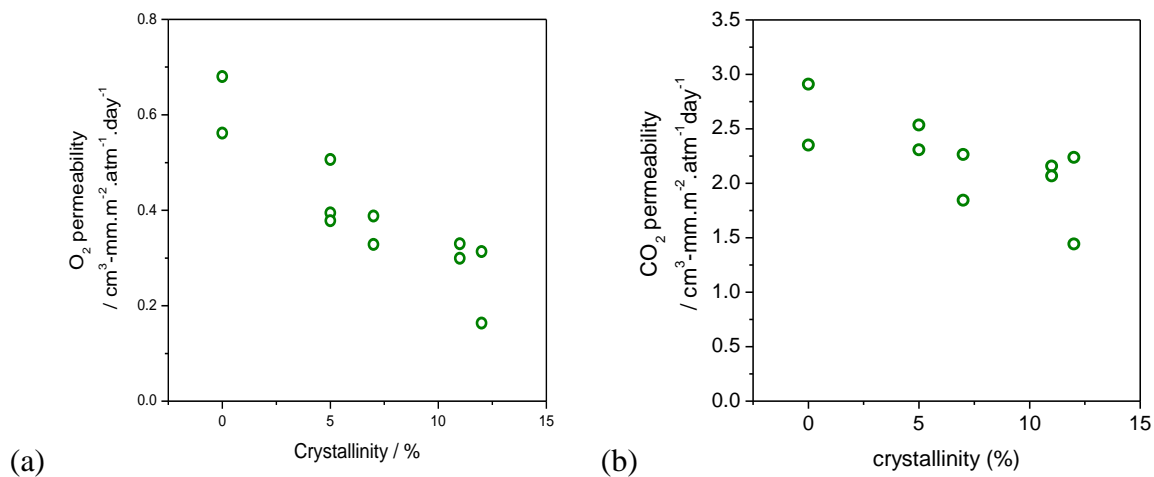 0.8
0.6
0.4
0.2
0.0
O₂ permeability
/ cm³-mm.m⁻².atm⁻¹.day⁻¹
0 5 10 15
Crystallinity / %
(a)
3.5
3.0
2.5
2.0
1.5
1.0
0.5
0.0
CO₂ permeability
/ cm³-mm.m⁻².atm⁻¹day⁻¹
0 5 10 15
crystallinity (%)
(b)